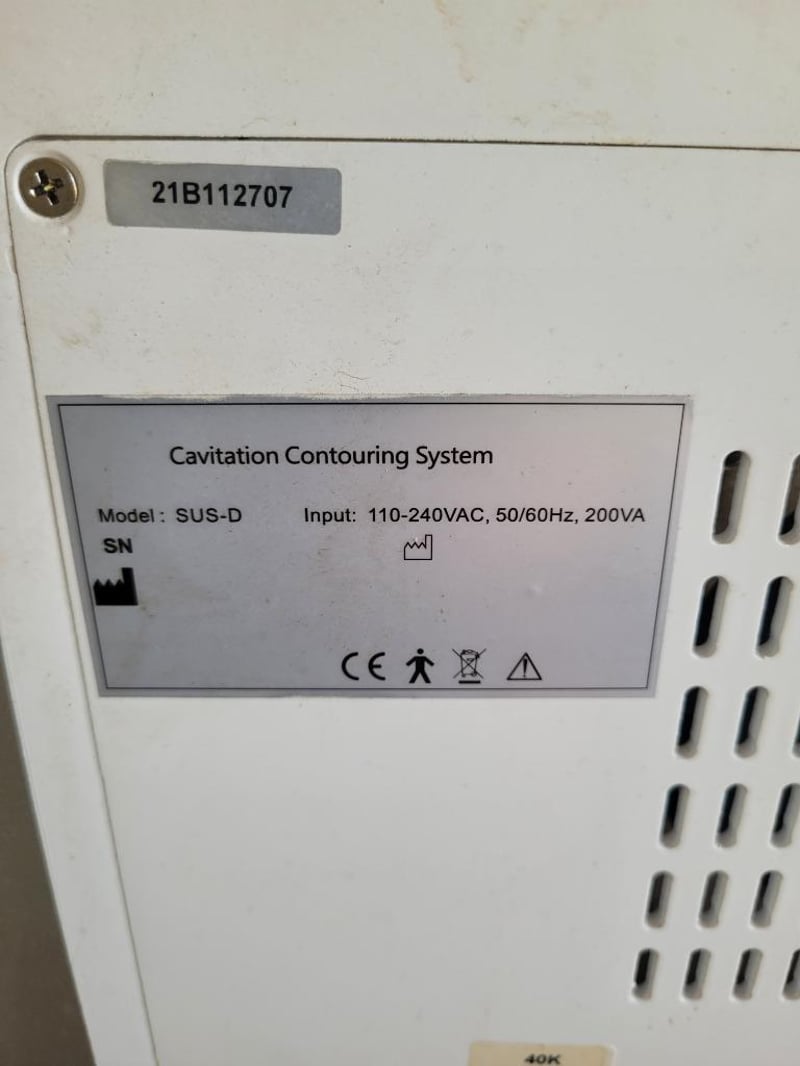 21B112707
Cavitation Contouring System
Model : SUS-D Input: 110-240VAC, 50/60Hz, 200VA
SN
CE
40K